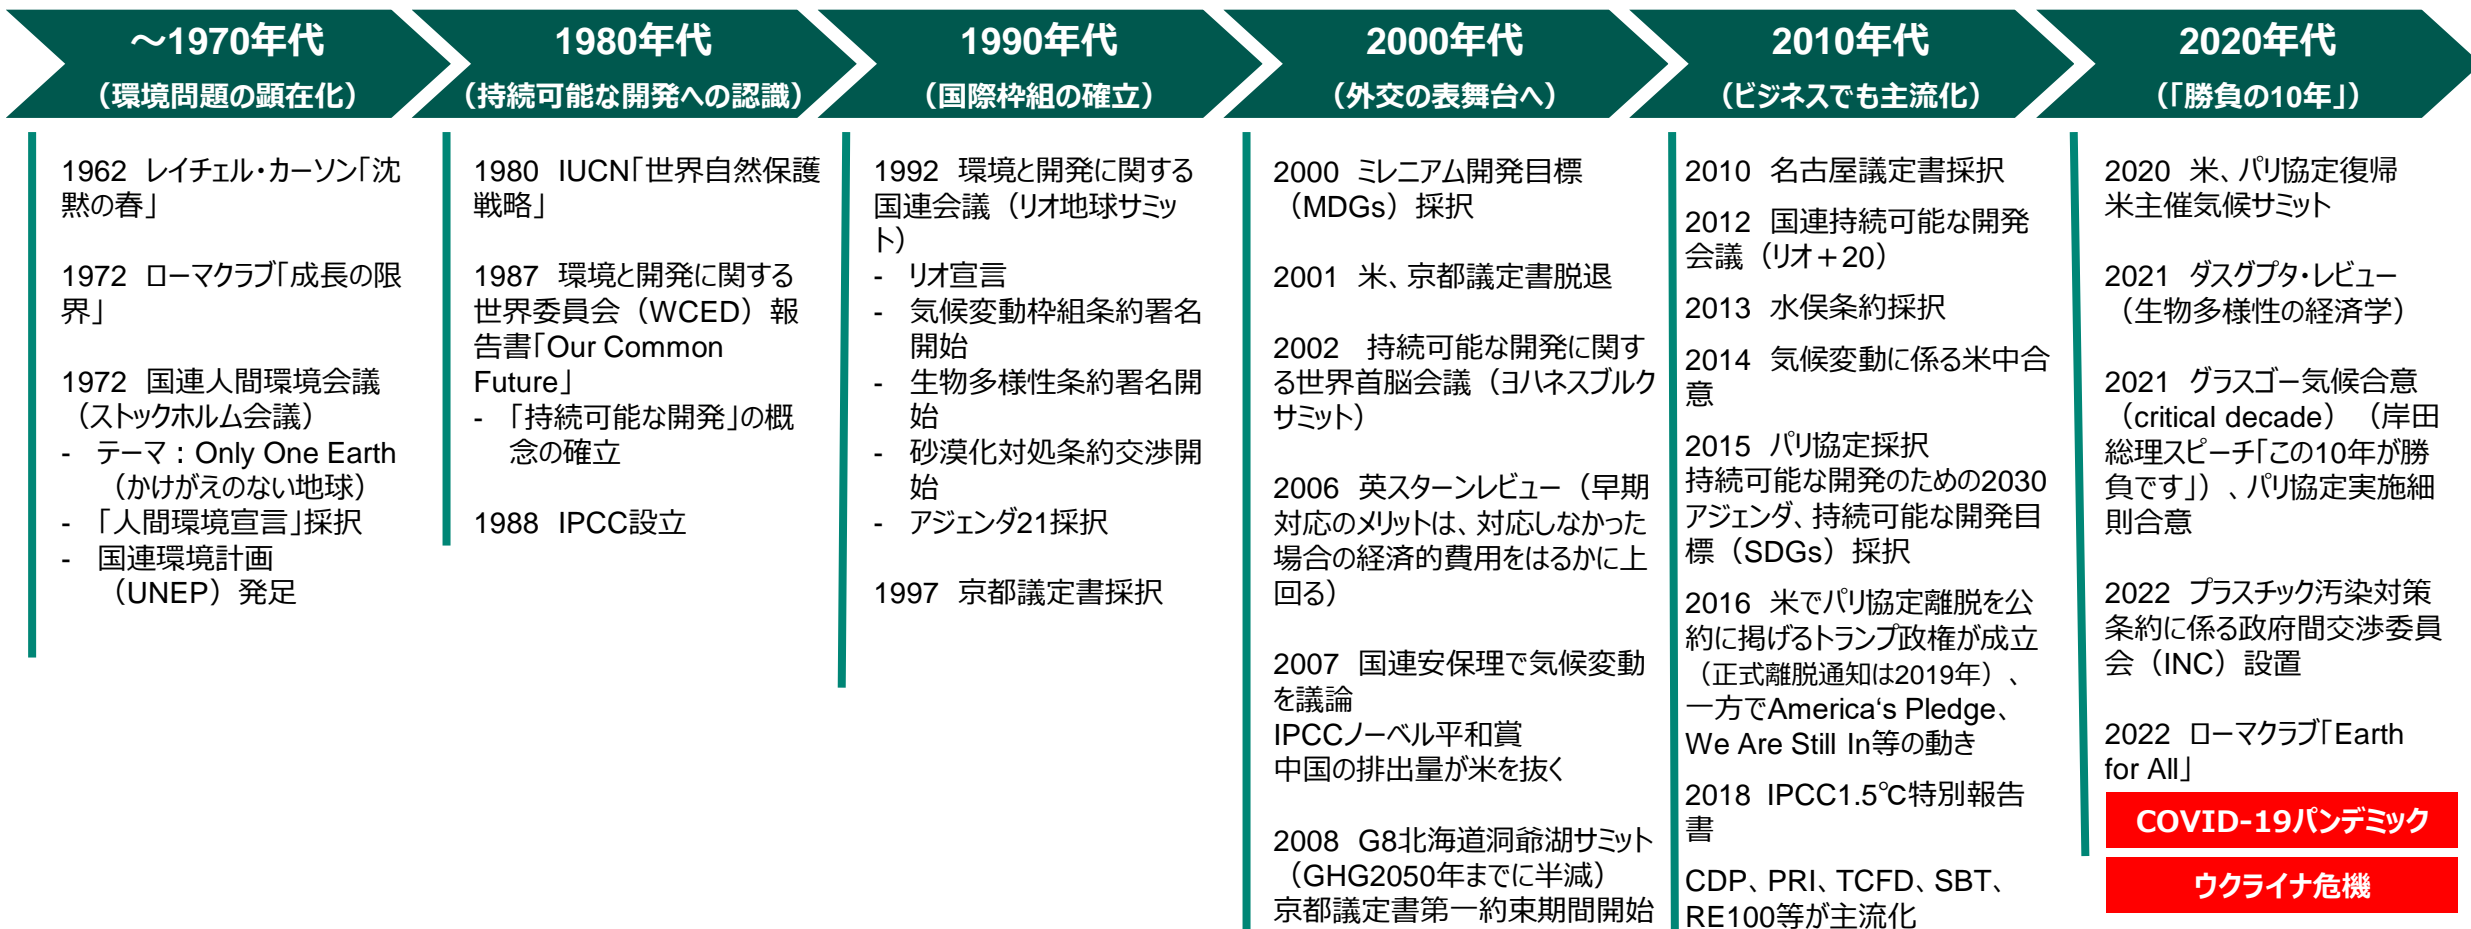 ～1970年代
（環境問題の顕在化）
1980年代
（持続可能な開発への認識）
1990年代
（国際枠組の確立）
2000年代
（外交の表舞台へ）
2010年代
（ビジネスでも主流化）
2020年代
（「勝負の10年」）
1962 レイチェル・カーソン「沈
黙の春」
1972 ローマクラブ「成長の限
界」
1972 国連人間環境会議
（ストックホルム会議）
- テーマ：Only One Earth
（かけがえのない地球）
- 「人間環境宣言」採択
- 国連環境計画
（UNEP）発足
1980 IUCN「世界自然保護
戦略」
1987 環境と開発に関する
世界委員会（WCED）報
告書「Our Common
Future」
- 「持続可能な開発」の概
念の確立
1988 IPCC設立
1992 環境と開発に関する
国連会議（リオ地球サミッ
ト）
- リオ宣言
- 気候変動枠組条約署名
開始
- 生物多様性条約署名開
始
- 砂漠化対処条約交渉開
始
- アジェンダ21採択
1997 京都議定書採択
2000 ミレニアム開発目標
（MDGs）採択
2001 米、京都議定書脱退
2002 持続可能な開発に関す
る世界首脳会議（ヨハネスブルク
サミット）
2006 英スターンレビュー（早期
対応のメリットは、対応しなかった
場合の経済的費用をはるかに上
回る）
2007 国連安保理で気候変動
を議論
IPCCノーベル平和賞
中国の排出量が米を抜く
2008 G8北海道洞爺湖サミット
（GHG2050年までに半減）
京都議定書第一約束期間開始
2010 名古屋議定書採択
2012 国連持続可能な開発
会議（リオ＋20）
2013 水俣条約採択
2014 気候変動に係る米中合
意
2015 パリ協定採択
持続可能な開発のための2030
アジェンダ、持続可能な開発目
標（SDGs）採択
2016 米でパリ協定離脱を公
約に掲げるトランプ政権が成立
（正式離脱通知は2019年）、
一方でAmerica‘s Pledge、
We Are Still In等の動き
2018 IPCC1.5℃特別報告
書
CDP、PRI、TCFD、SBT、
RE100等が主流化
2020 米、パリ協定復帰
米主催気候サミット
2021 ダスグプタ・レビュー
（生物多様性の経済学）
2021 グラスゴー気候合意
（critical decade）（岸田
総理スピーチ「この10年が勝
負です」）、パリ協定実施細
則合意
2022 プラスチック汚染対策
条約に係る政府間交渉委員
会（INC）設置
2022 ローマクラブ「Earth
for All」
COVID-19パンデミック
ウクライナ危機